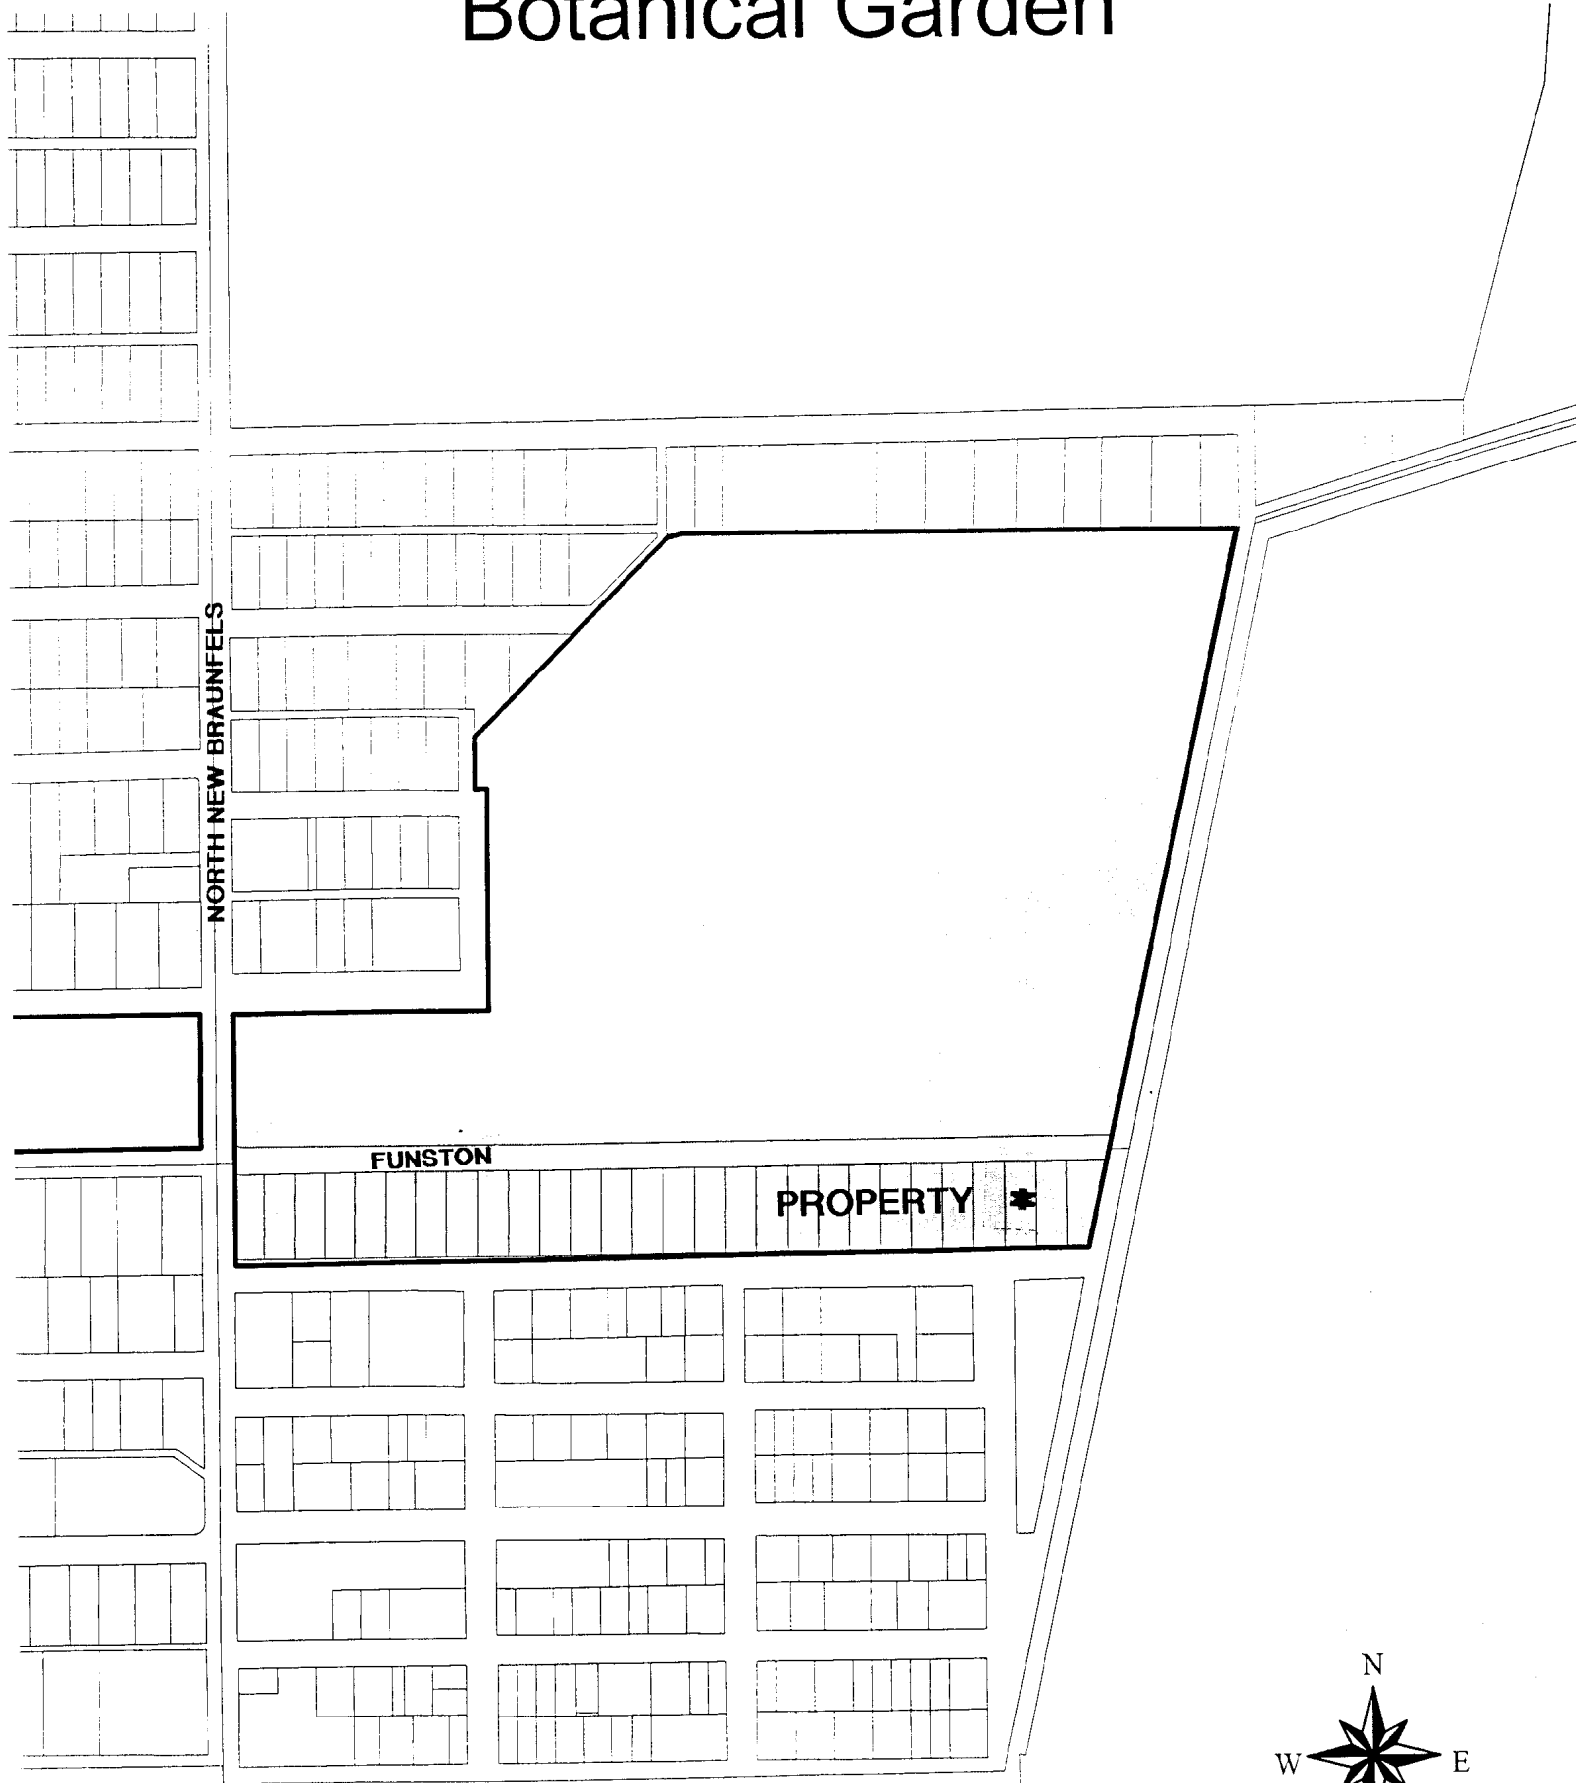 Botanical Garden
NORTH NEW BRAUNFELS
FUNSTON
PROPERTY *
N
W E